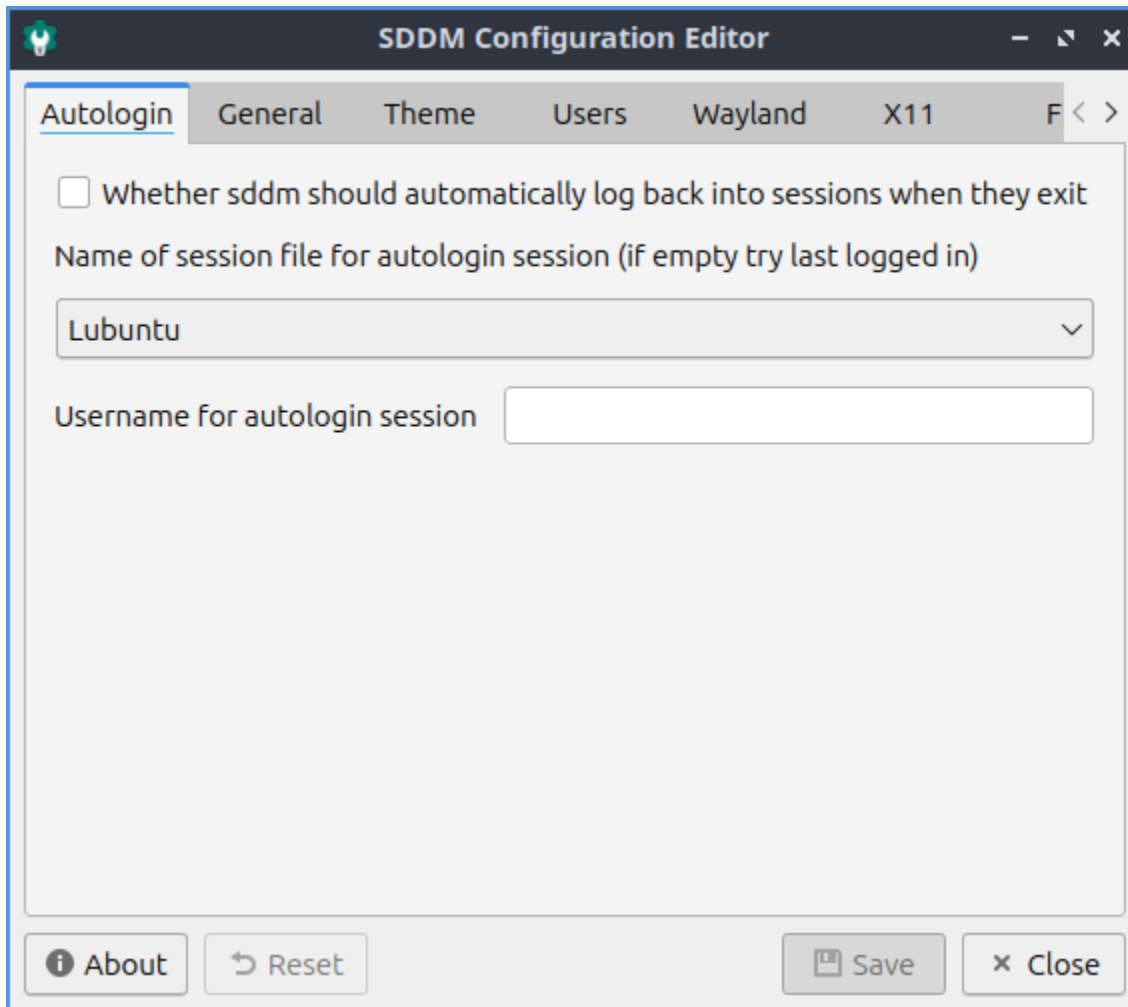 SDDM Configuration Editor
Autologin General Theme Users Wayland X11 F
Whether sddm should automatically log back into sessions when they exit
Name of session file for autologin session (if empty try last logged in)
Lubuntu
Username for autologin session
About Reset Save Close